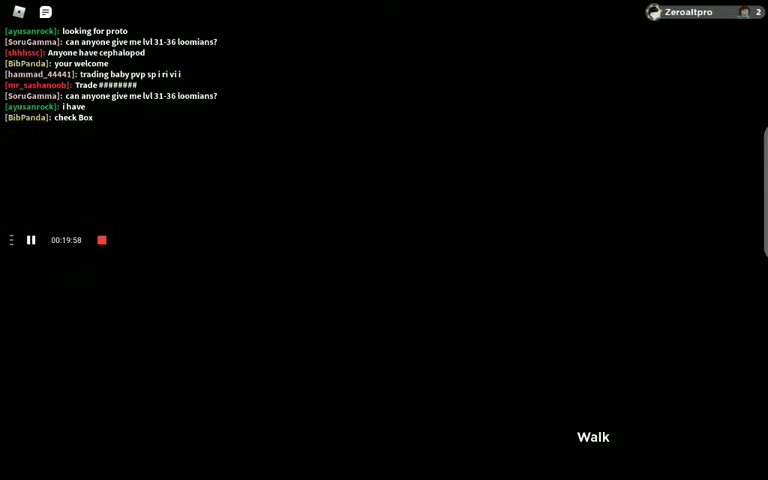 Zeroaltpro 2
[ayusanrock]: looking for proto
[SoruGamma]: can anyone give me lvl 31-36 loomians?
[shhhssc]: Anyone have cephalopod
[BibPanda]: your welcome
[hammad_44441]: trading baby pvp sp i ri vi i
[mr_sashanoob]: Trade ########
[SoruGamma]: can anyone give me lvl 31-36 loomians?
[ayusanrock]: i have
[BibPanda]: check Box
00:19:58
Walk